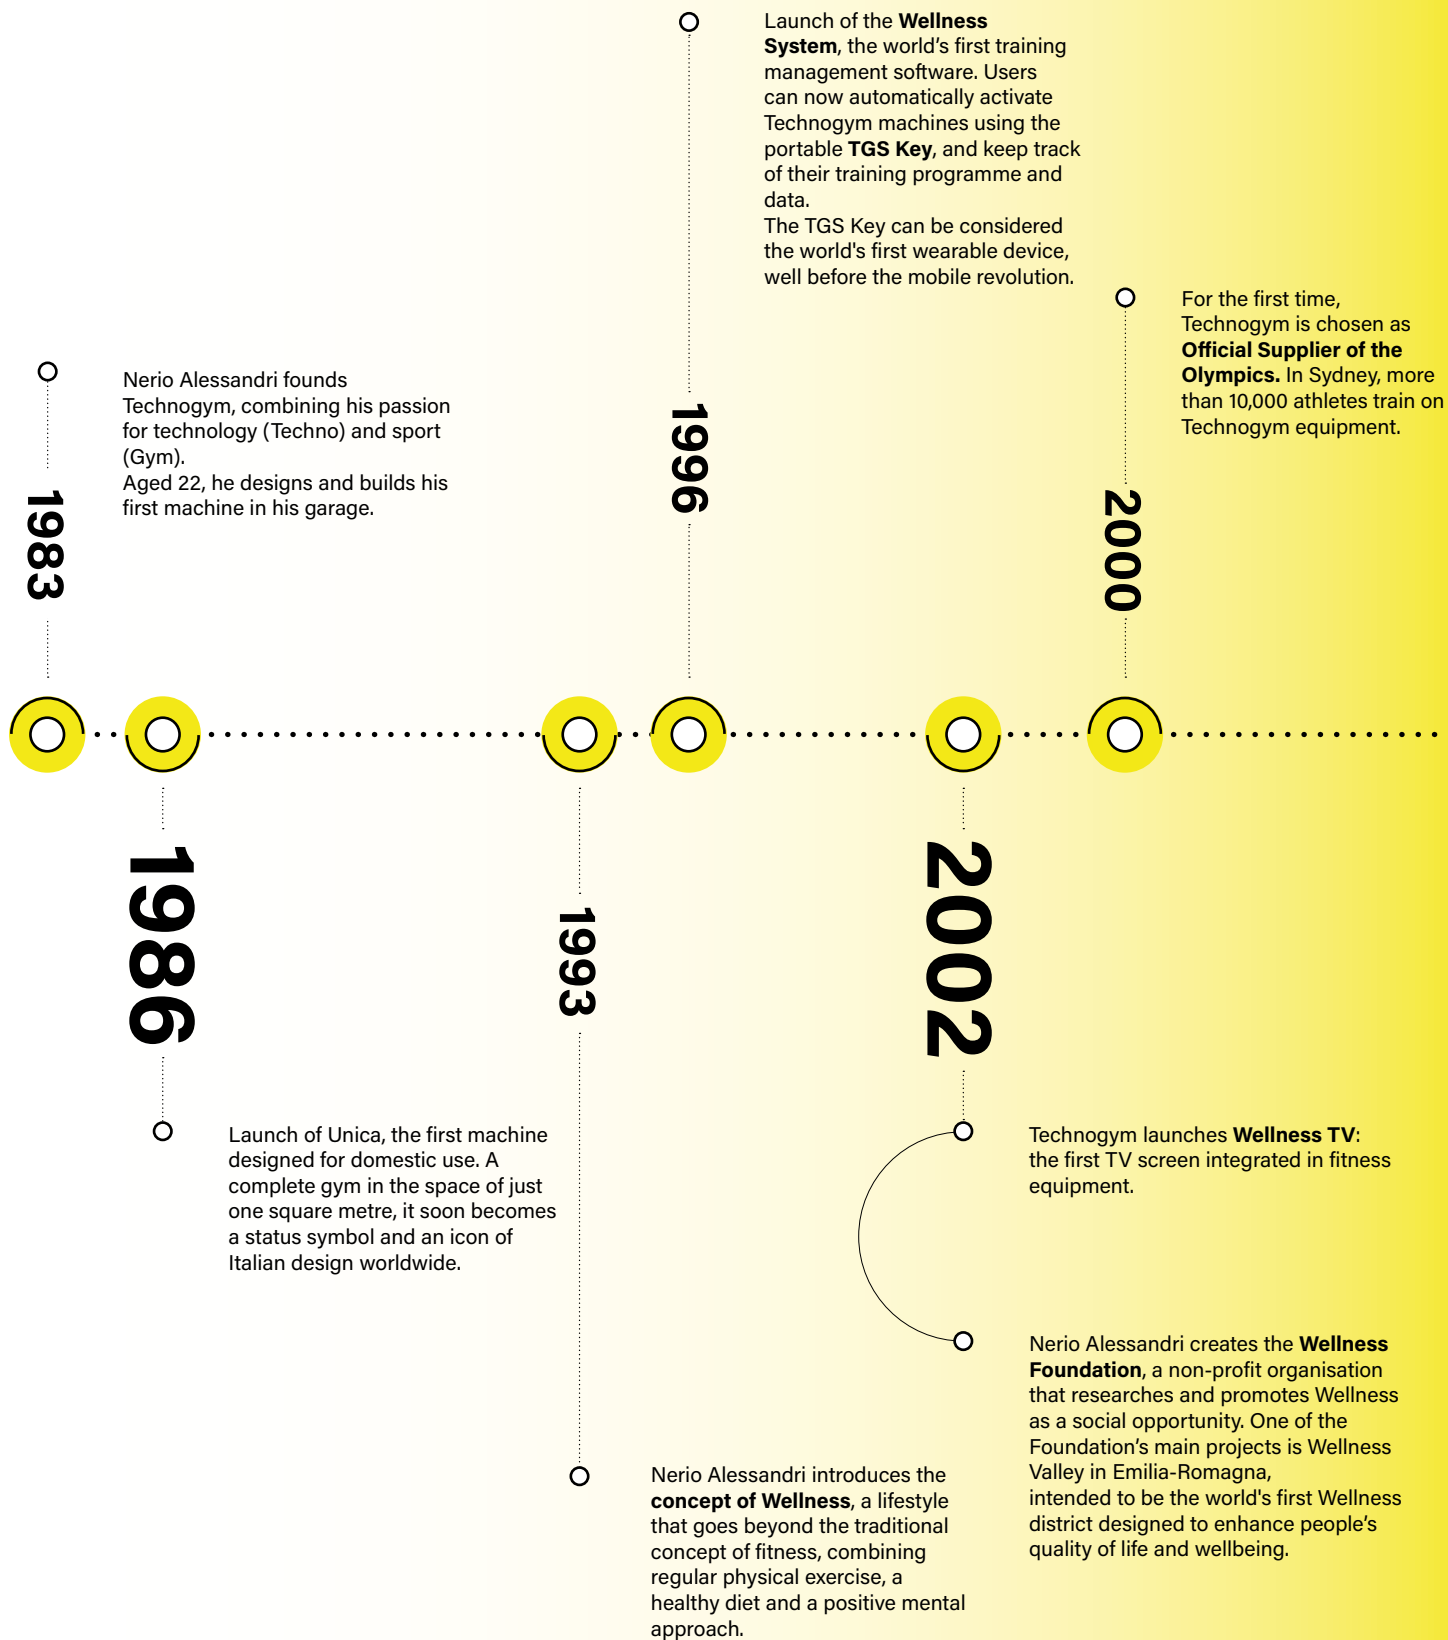 1983
Nerio Alessandri founds
Technogym, combining his passion
for technology (Techno) and sport
(Gym).
Aged 22, he designs and builds his
first machine in his garage.
1986
Launch of Unica, the first machine
designed for domestic use. A
complete gym in the space of just
one square metre, it soon becomes
a status symbol and an icon of
Italian design worldwide.
1993
Nerio Alessandri introduces the
concept of Wellness, a lifestyle
that goes beyond the traditional
concept of fitness, combining
regular physical exercise, a
healthy diet and a positive mental
approach.
1996
Launch of the Wellness
System, the world’s first training
management software. Users
can now automatically activate
Technogym machines using the
portable TGS Key, and keep track
of their training programme and
data.
The TGS Key can be considered
the world's first wearable device,
well before the mobile revolution.
2002
Technogym launches Wellness TV:
the first TV screen integrated in fitness
equipment.
Nerio Alessandri creates the Wellness
Foundation, a non-profit organisation
that researches and promotes Wellness
as a social opportunity. One of the
Foundation’s main projects is Wellness
Valley in Emilia-Romagna,
intended to be the world's first Wellness
district designed to enhance people’s
quality of life and wellbeing.
2000
For the first time,
Technogym is chosen as
Official Supplier of the
Olympics. In Sydney, more
than 10,000 athletes train on
Technogym equipment.